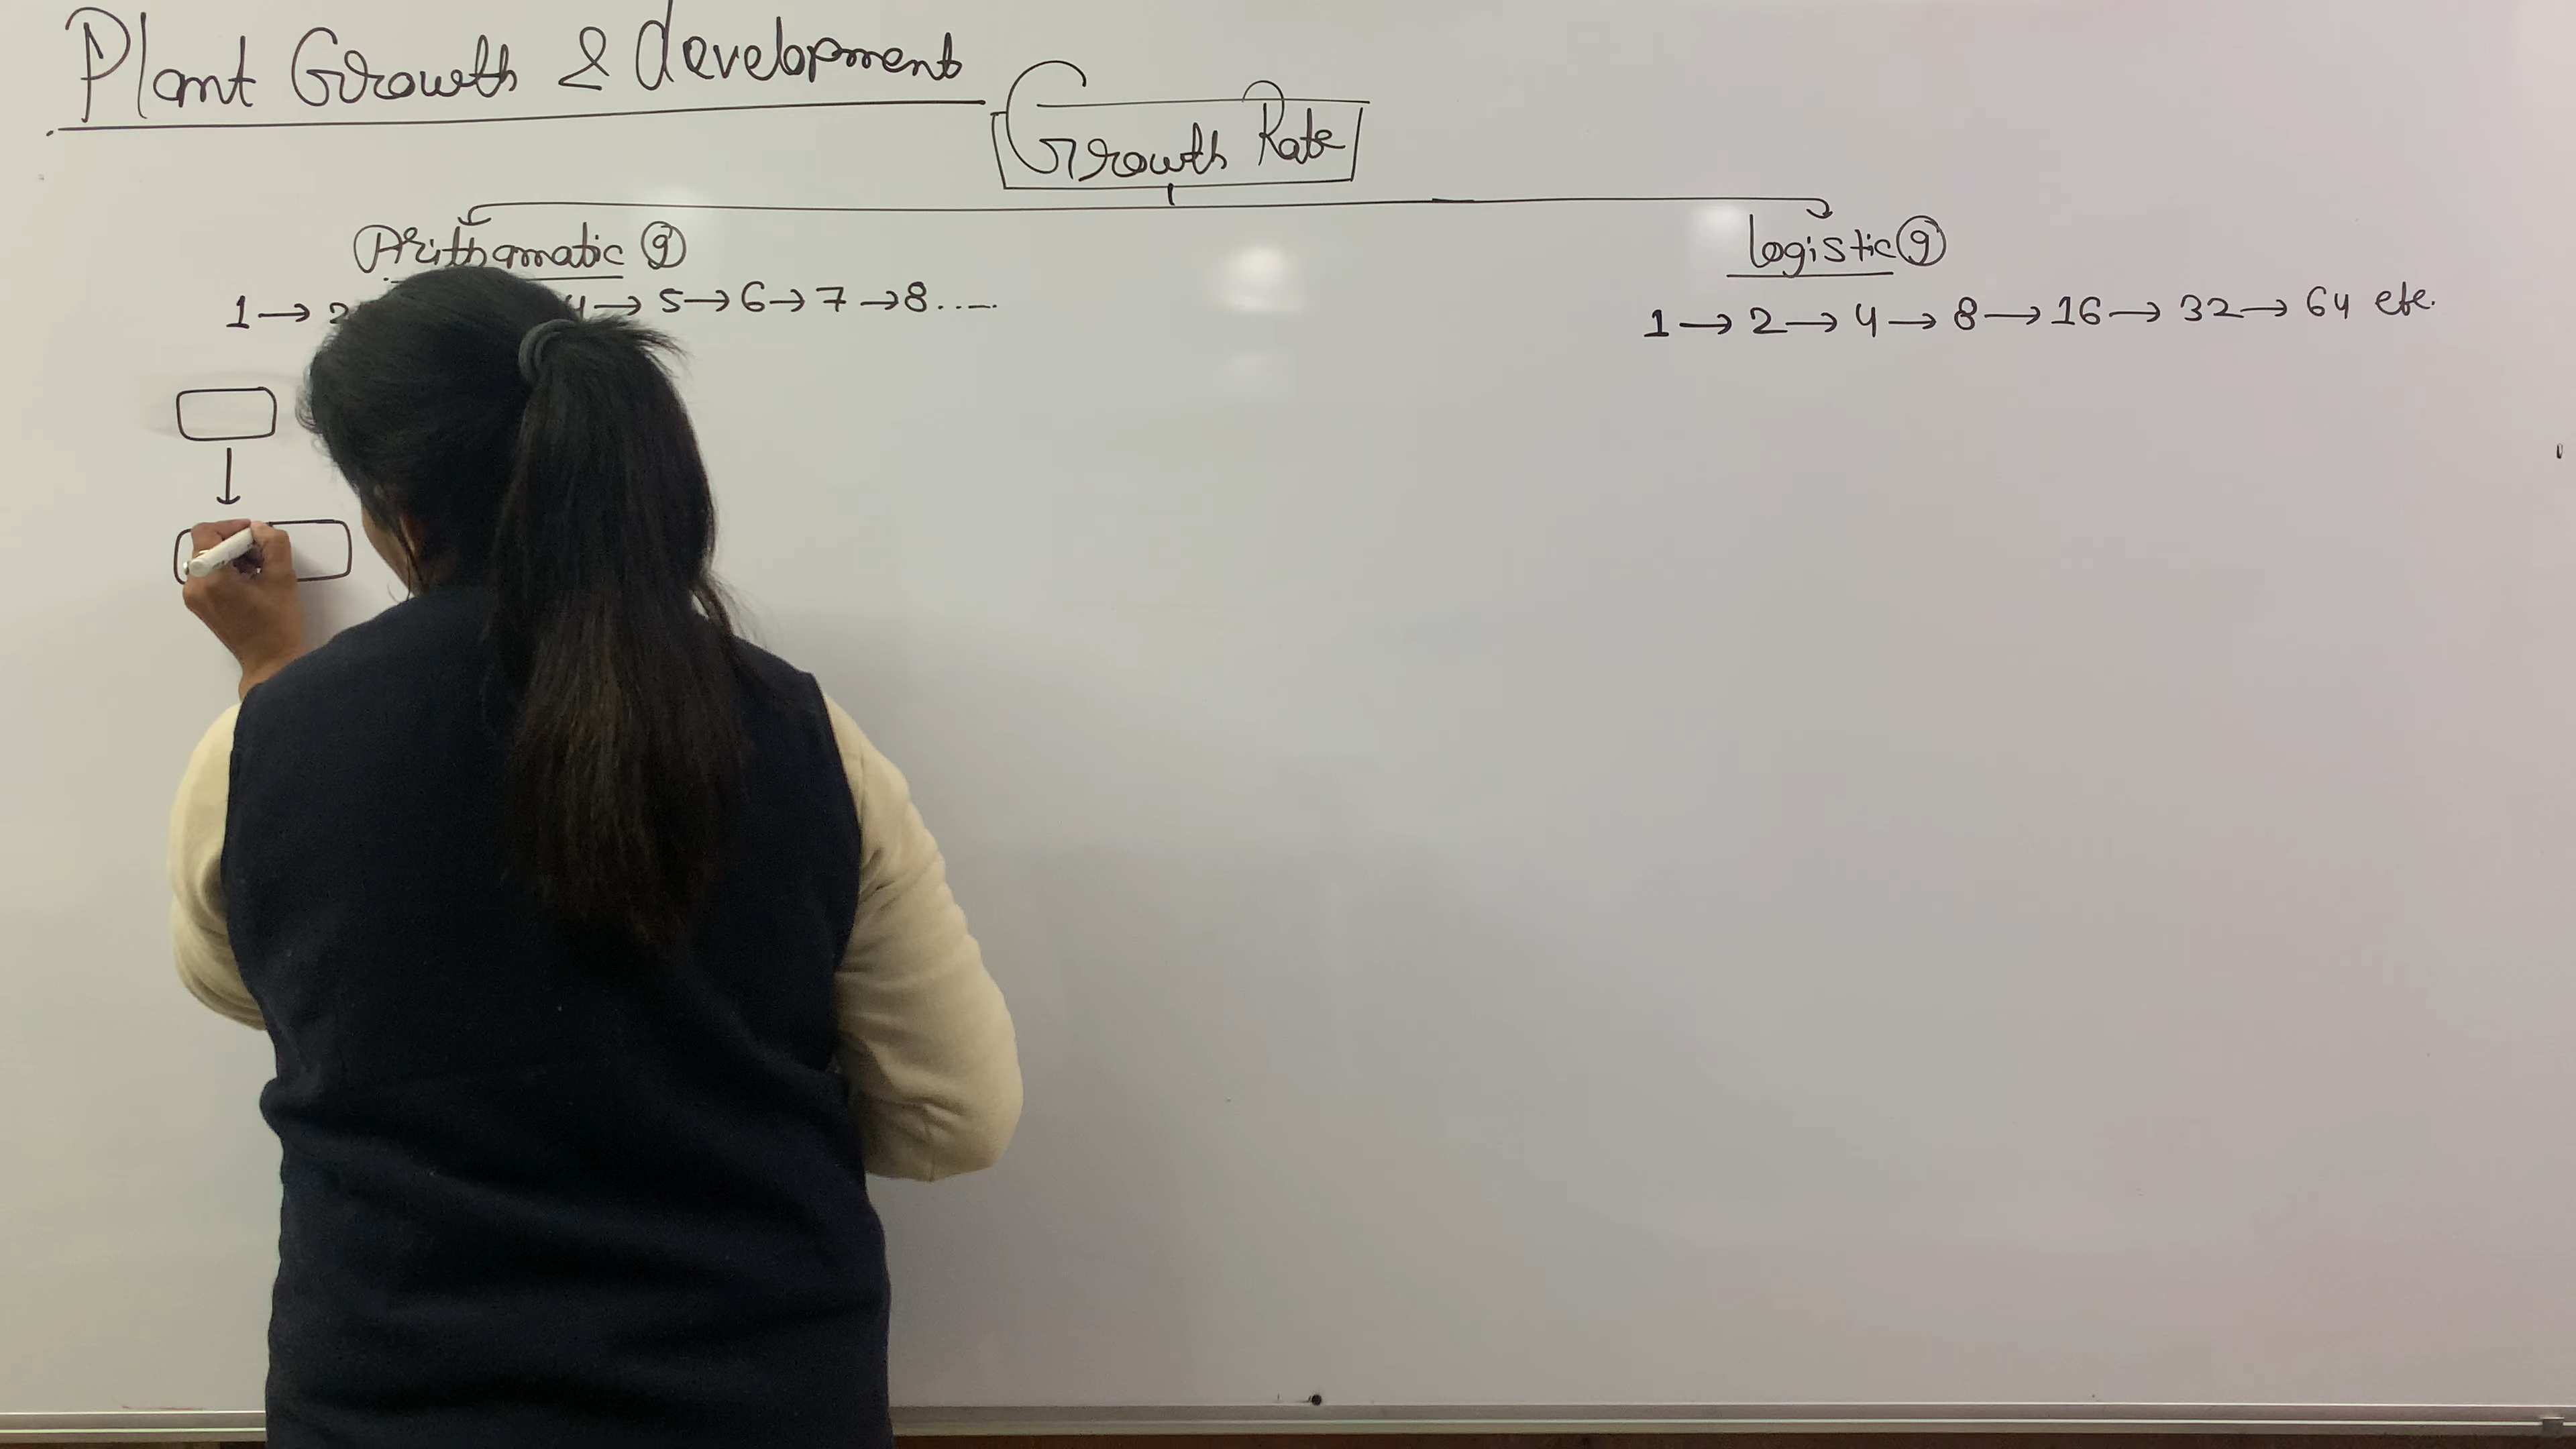 Plant Growth & development
Growth Rate
Arithamatic g
1 → 2 4 → 5 → 6 → 7 → 8.....
logistic g
1 → 2 → 4 → 8 → 16 → 32 → 64 etc.